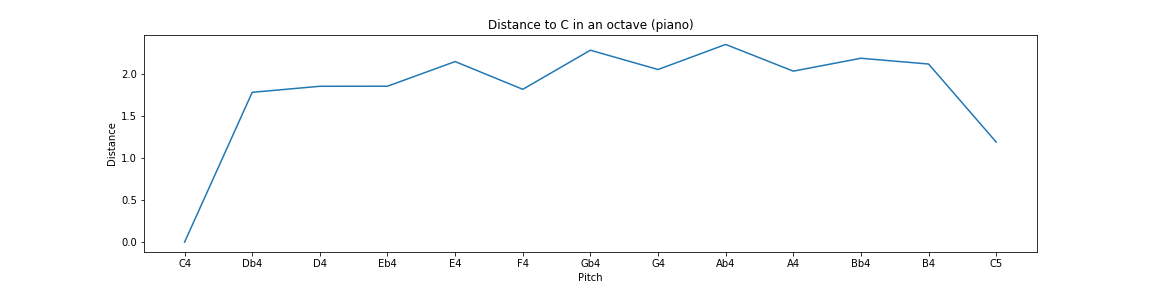 Distance to C in an octave (piano)
Distance
2.0
1.5
1.0
0.5
0.0
C4 Db4 D4 Eb4 E4 F4 Gb4 G4 Ab4 A4 Bb4 B4 C5
Pitch